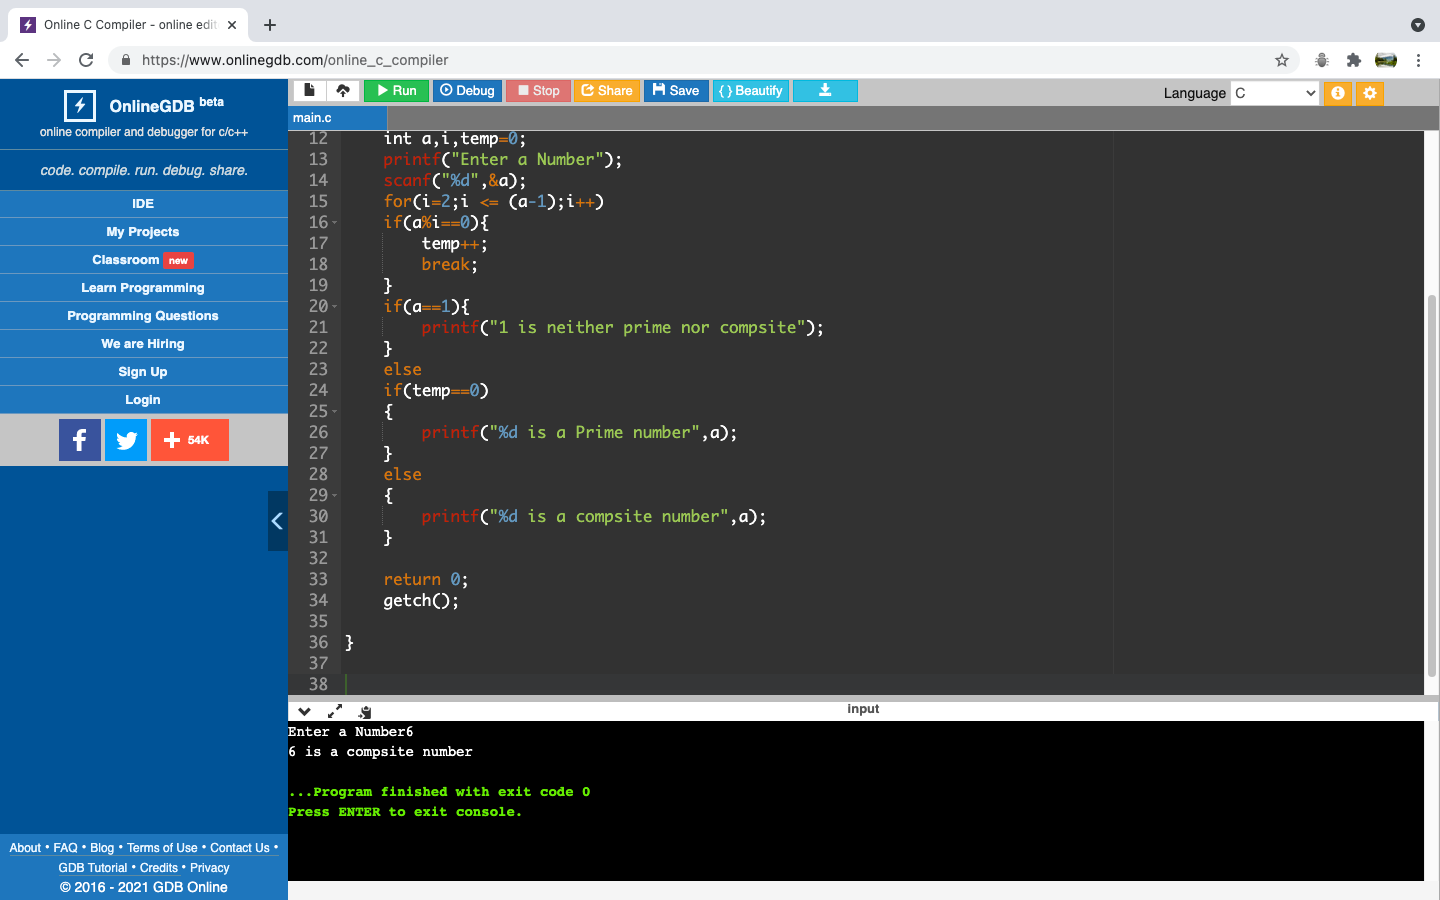 Online C Compiler - online edit
https://www.onlinegdb.com/online_c_compiler
OnlineGDB beta
online compiler and debugger for c/c++
code. compile. run. debug. share.
IDE
My Projects
Classroom new
Learn Programming
Programming Questions
We are Hiring
Sign Up
Login
f
54K
About • FAQ • Blog • Terms of Use • Contact Us •
GDB Tutorial • Credits • Privacy
© 2016 - 2021 GDB Online
Run Debug Stop Share Save { } Beautify
Language C
main.c
12 int a,i,temp=0;
13 printf("Enter a Number");
14 scanf("%d",&a);
15 for(i=2;i <= (a-1);i++)
16 if(a%i==0){
17 temp++;
18 break;
19 }
20 if(a==1){
21 printf("1 is neither prime nor compsite");
22 }
23 else
24 if(temp==0)
25 {
26 printf("%d is a Prime number",a);
27 }
28 else
29 {
30 printf("%d is a compsite number",a);
31 }
32
33 return 0;
34 getch();
35
36 }
37
38
input
Enter a Number6
6 is a compsite number
...Program finished with exit code 0
Press ENTER to exit console.